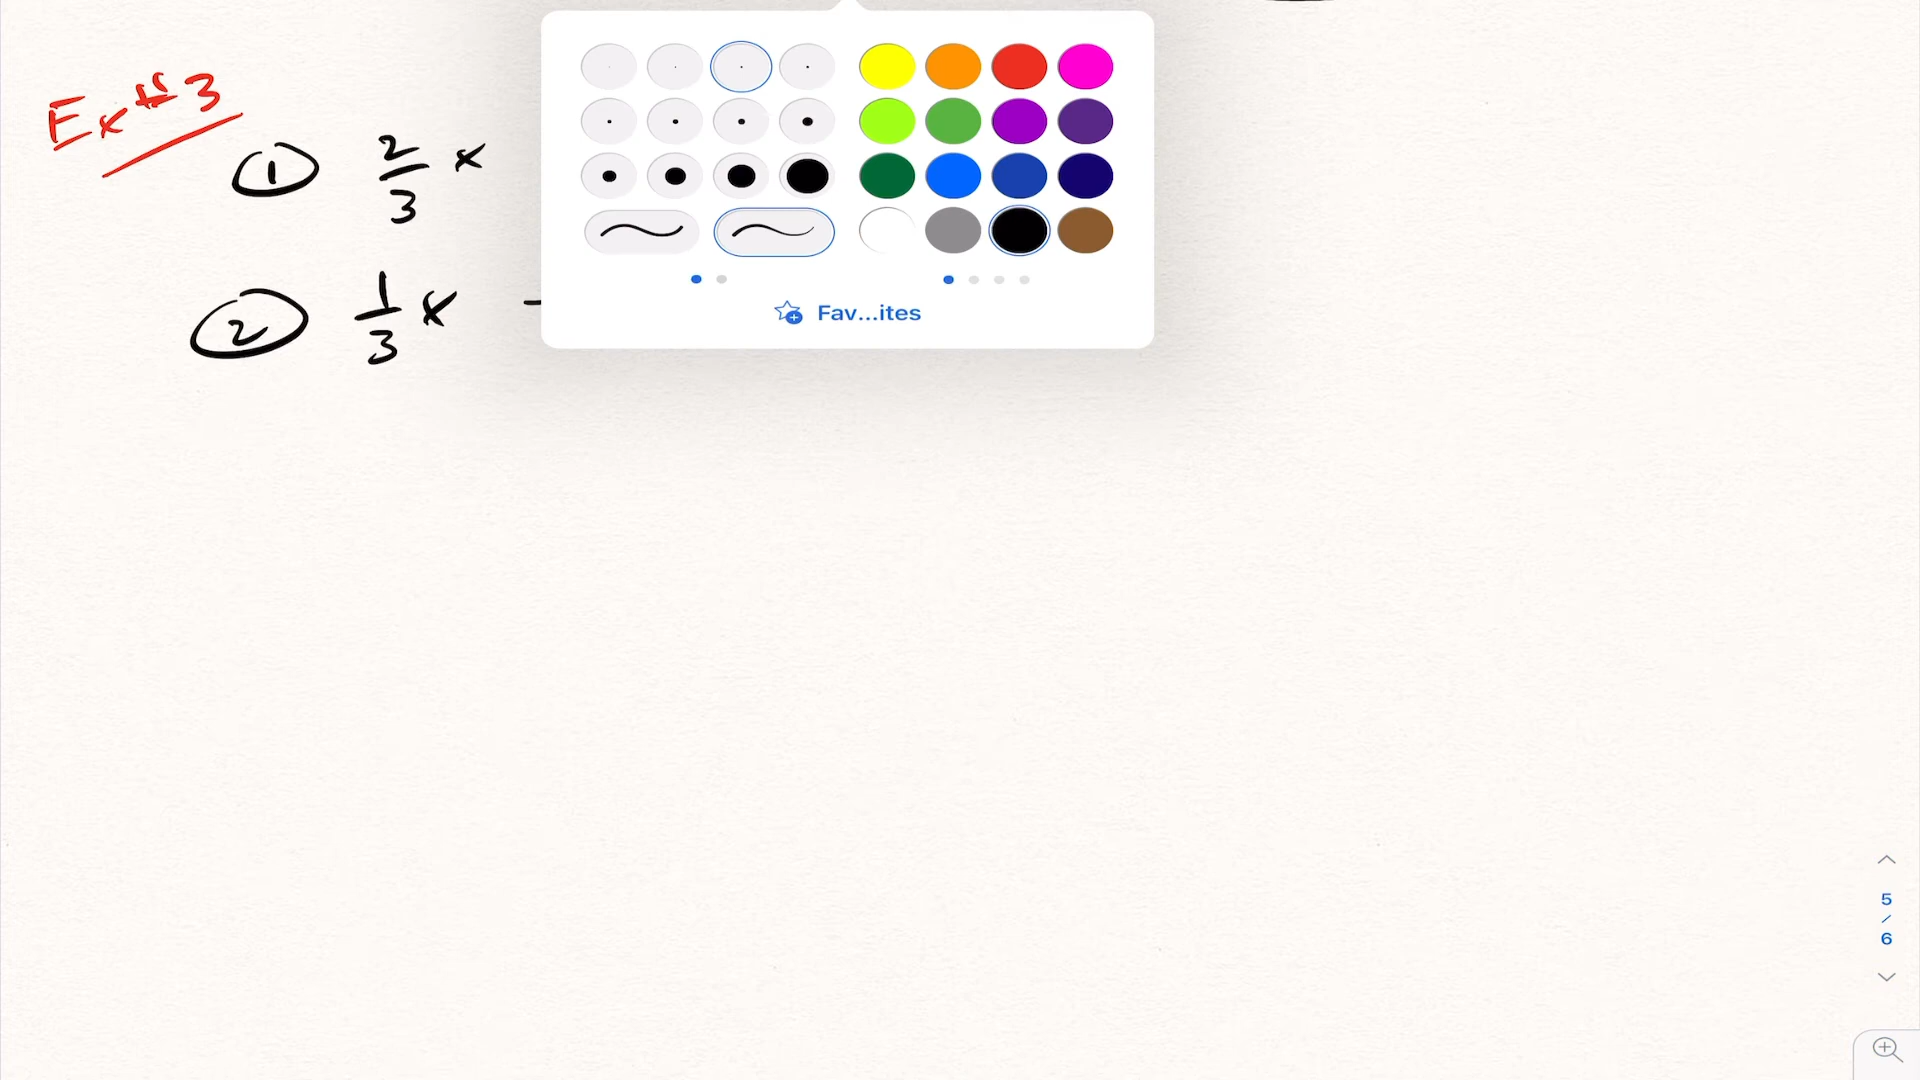 Ex #3
① 2/3 x
② 1/3 x -
Fav...ites
5
/
6